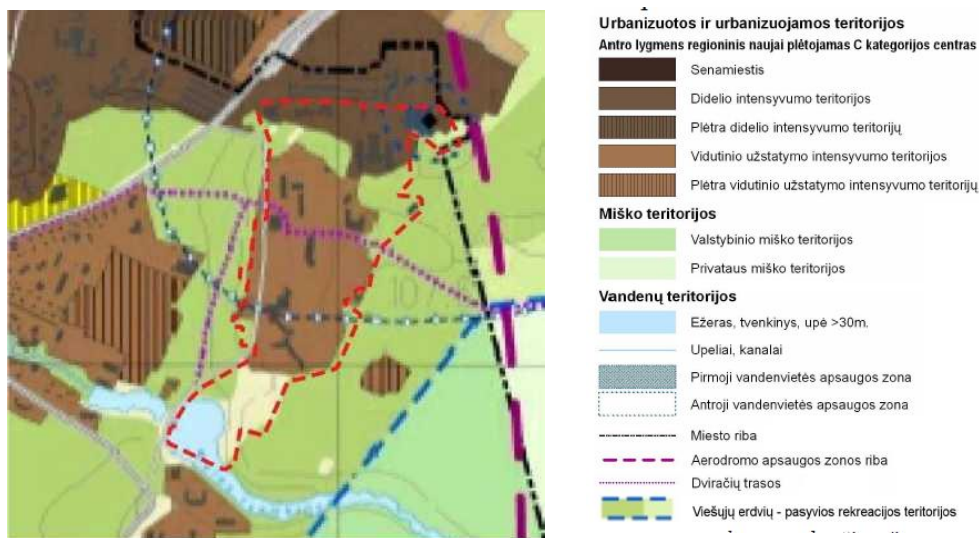 Urbanizuotos ir urbanizuojamos teritorijos
Antro lygmens regioninis naujai plėtojamas C kategorijos centras
Senamiestis
Didelio intensyvumo teritorijos
Plėtra didelio intensyvumo teritorijų
Vidutinio užstatymo intensyvumo teritorijos
Plėtra vidutinio užstatymo intensyvumo teritorijų
Miško teritorijos
Valstybinio miško teritorijos
Privataus miško teritorijos
Vandenų teritorijos
Ežeras, tvenkinys, upė >30m.
Upeliai, kanalai
Pirmoji vandenvietės apsaugos zona
Antroji vandenvietės apsaugos zona
Miesto riba
Aerodromo apsaugos zonos riba
Dviračių trasos
Viešųjų erdvių - pasyvios rekreacijos teritorijos